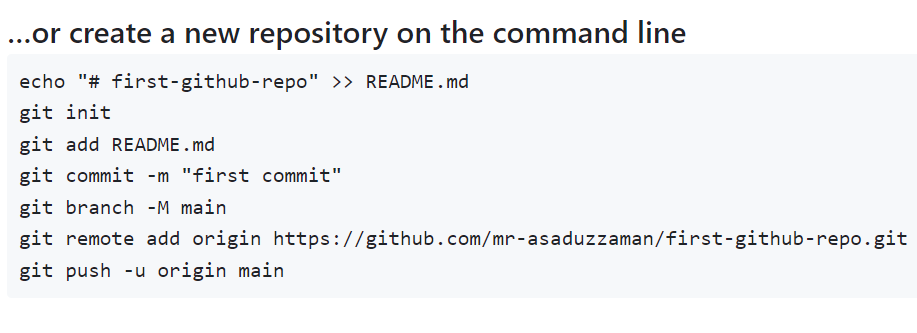 ...or create a new repository on the command line
echo "# first-github-repo" >> README.md
git init
git add README.md
git commit -m "first commit"
git branch -M main
git remote add origin https://github.com/mr-asaduzzaman/first-github-repo.git
git push -u origin main